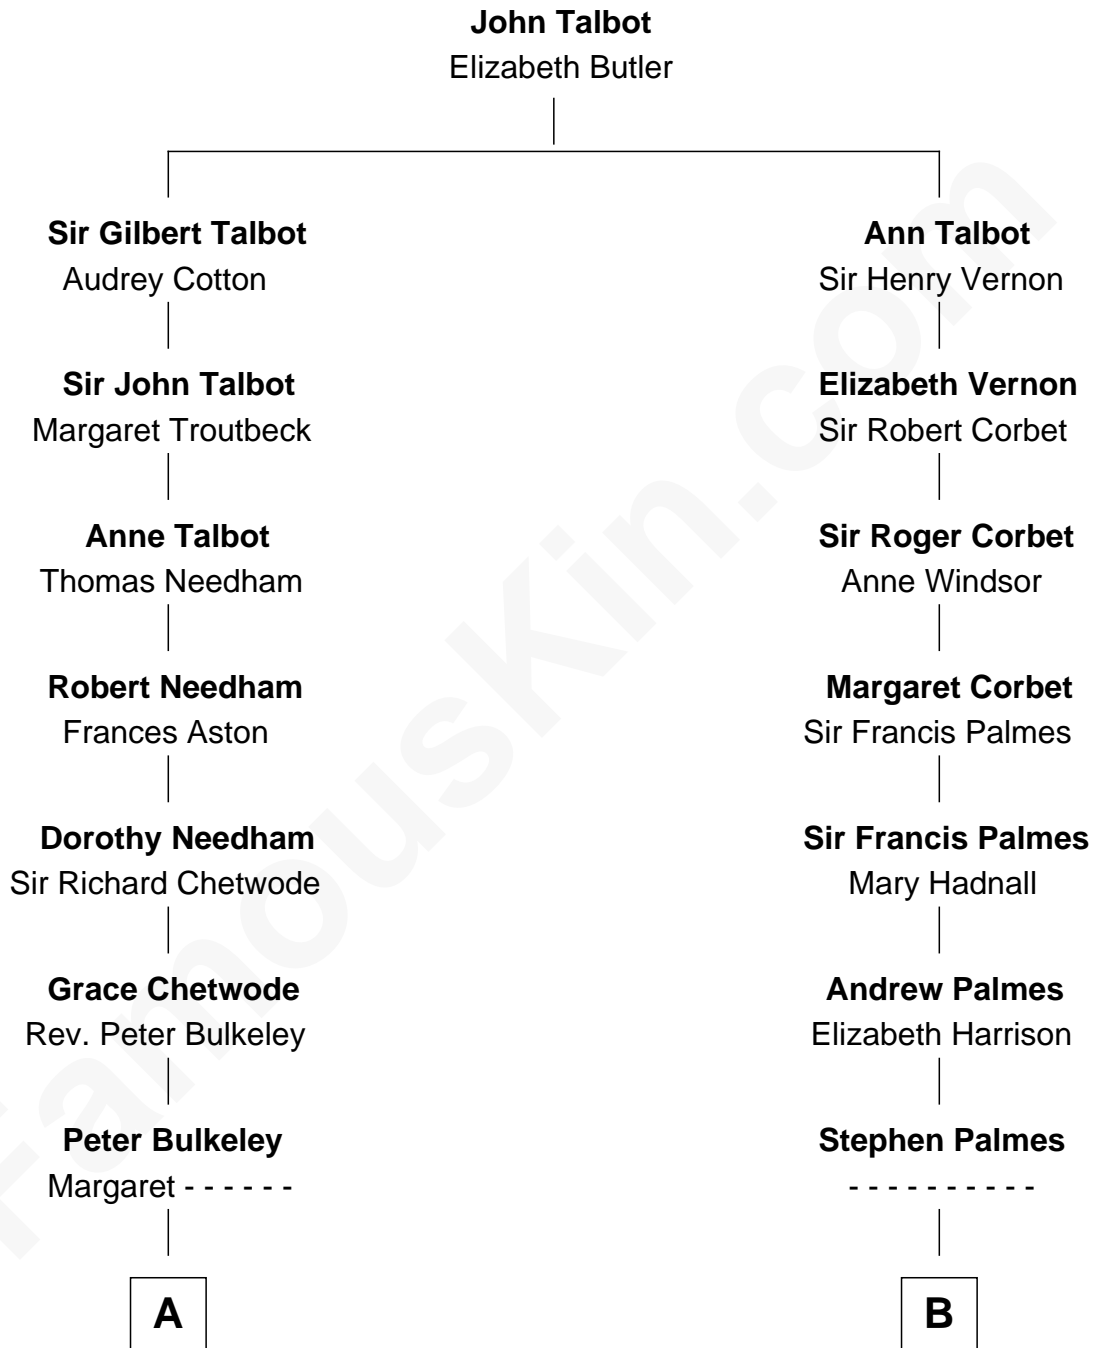 John Talbot
Elizabeth Butler
Sir Gilbert Talbot
Audrey Cotton
Ann Talbot
Sir Henry Vernon
Sir John Talbot
Margaret Troutbeck
Elizabeth Vernon
Sir Robert Corbet
Anne Talbot
Thomas Needham
Sir Roger Corbet
Anne Windsor
Robert Needham
Frances Aston
Margaret Corbet
Sir Francis Palmes
Dorothy Needham
Sir Richard Chetwode
Sir Francis Palmes
Mary Hadnall
Grace Chetwode
Rev. Peter Bulkeley
Andrew Palmes
Elizabeth Harrison
Peter Bulkeley
Margaret - - - - - -
Stephen Palmes
- - - - - - - - - -
A
B
FamousKin.com